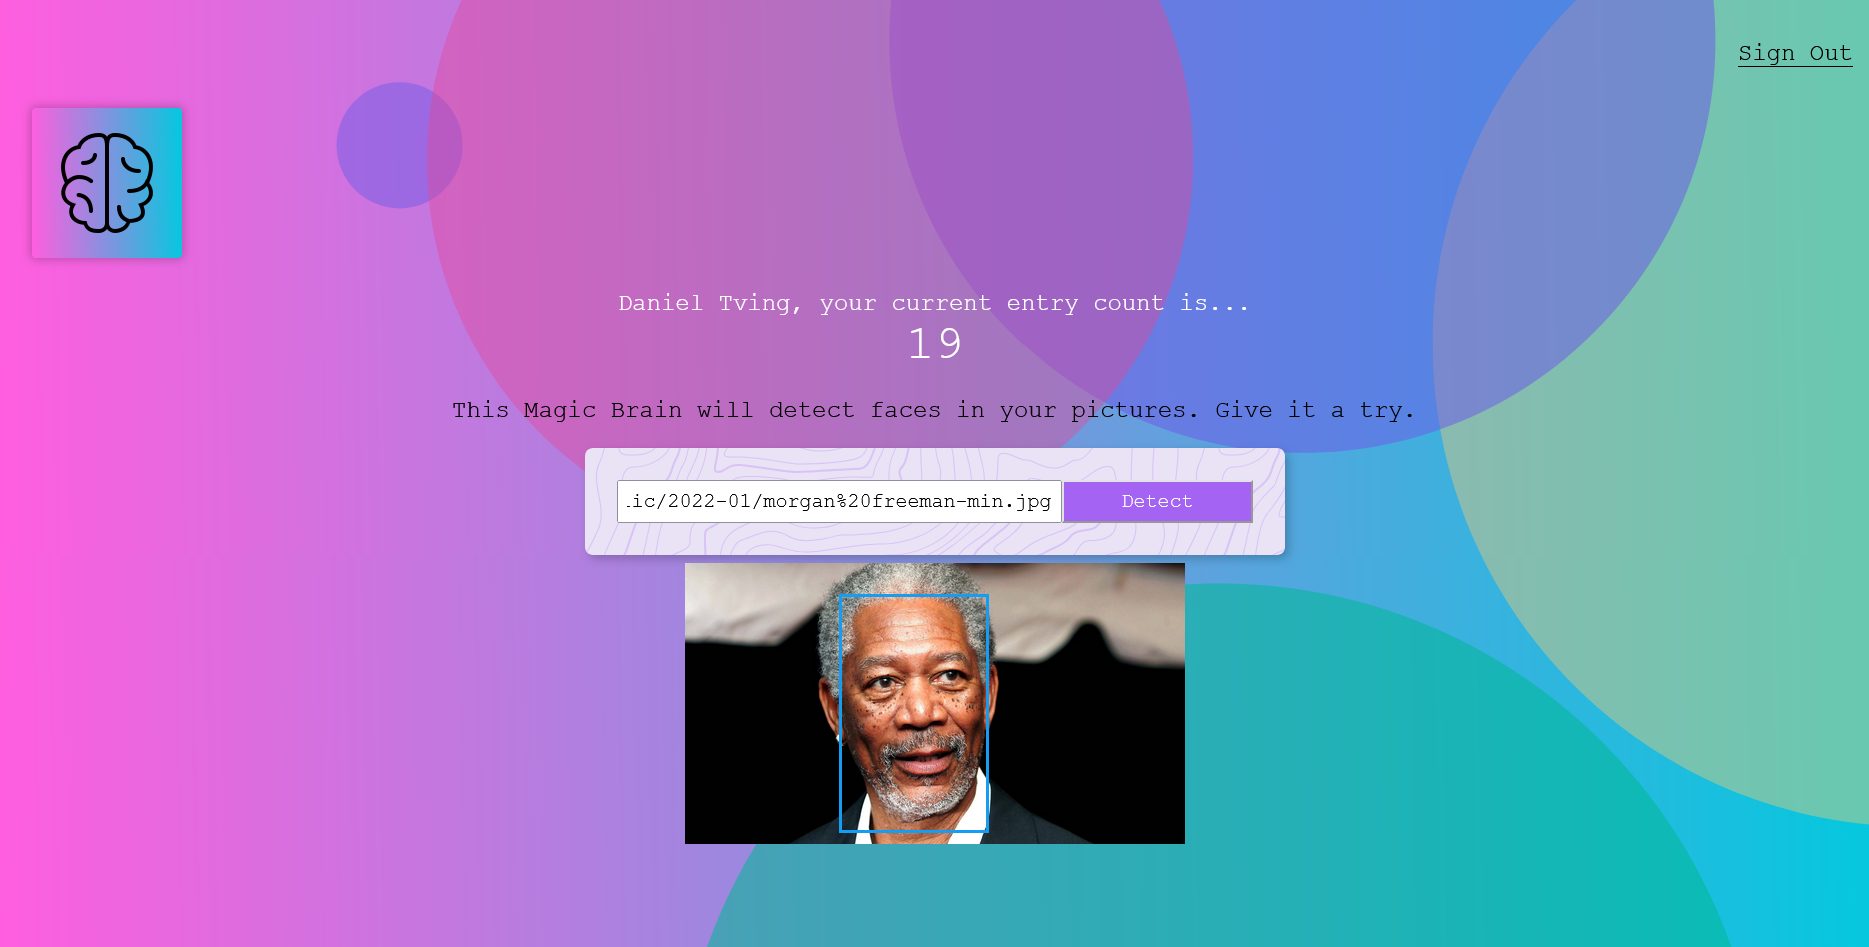 Sign Out
Daniel Tving, your current entry count is...
19
This Magic Brain will detect faces in your pictures. Give it a try.
ic/2022-01/morgan%20freeman-min.jpg Detect